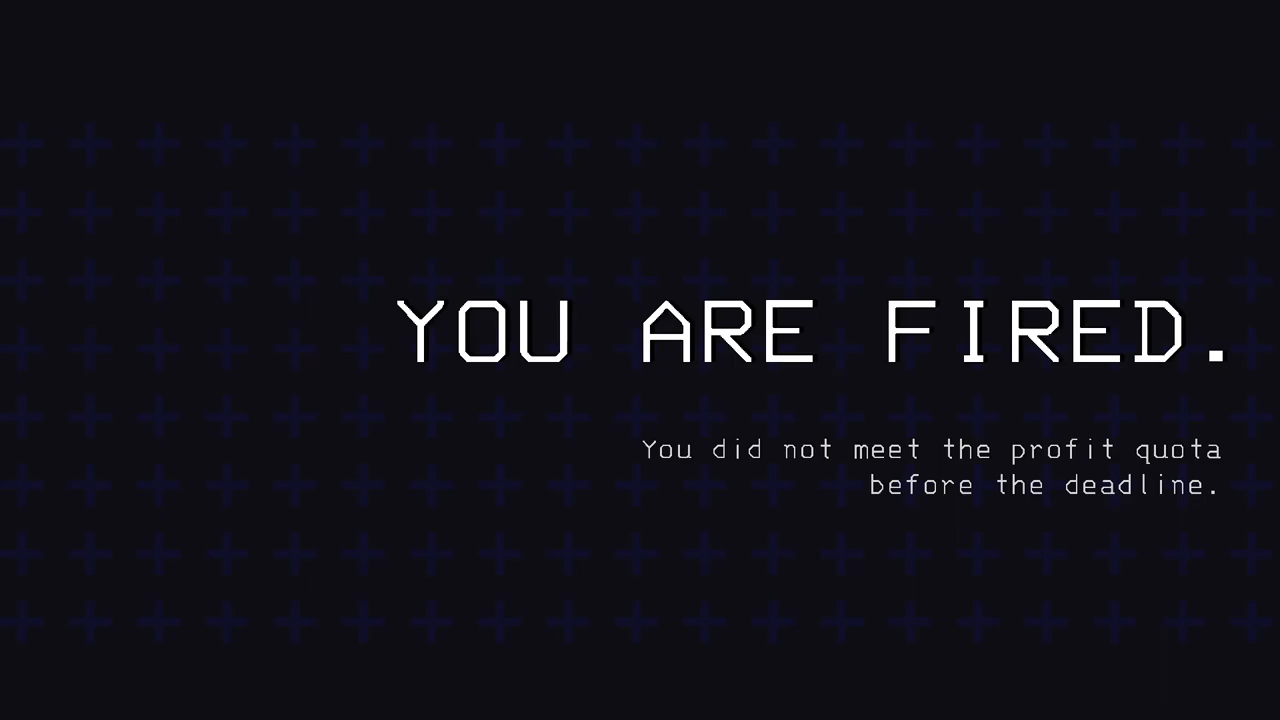 YOU ARE FIRED.
You did not meet the profit quota
before the deadline.